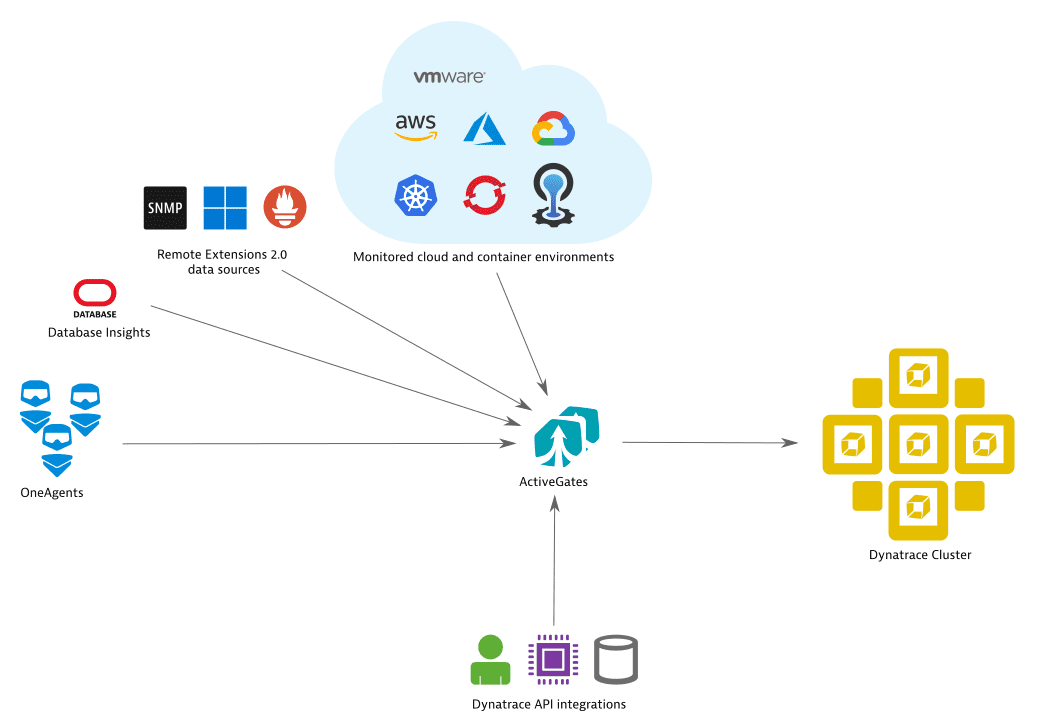 vmware
aws
SNMP
Remote Extensions 2.0
data sources
Monitored cloud and container environments
DATABASE
Database Insights
OneAgents
ActiveGates
Dynatrace Cluster
Dynatrace API integrations